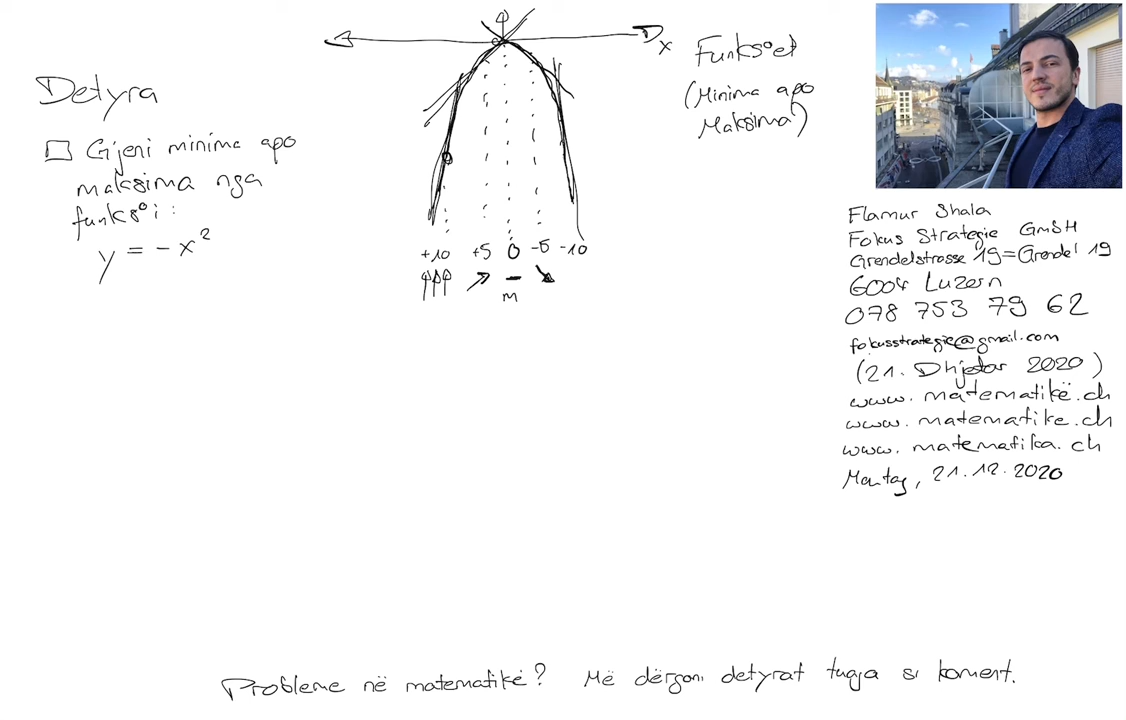 Detyra
Gjeni minima apo
maksima nga
funksoi:
y = -x²
x
+10 +5 0 -5 -10
m
Funksoet
(Minima apo
Maksima)
Flamur Shala
Fokus Strategie GmbH
Grendelstrasse 19 = Grendel 19
6004 Luzern
078 753 79 62
fokusstrategie@gmail.com
(21. Dhjetor 2020)
www.matematikë.ch
www.matematike.ch
www.matematika.ch
Montag, 21.12.2020
Probleme në matematikë? Më dërgoni detyrat tuaja si koment.